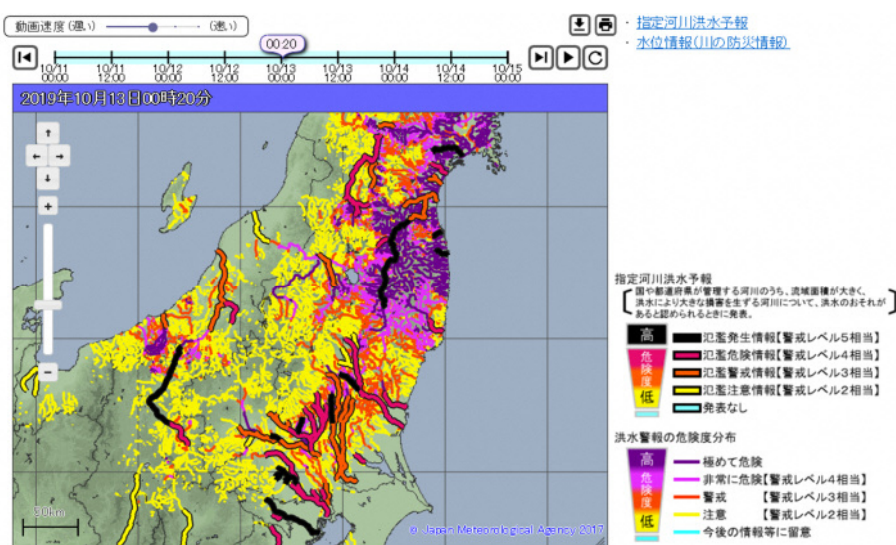 動画速度(遅い) (速い)
・指定河川洪水予報
・水位情報(川の防災情報)
00:20
10/11 00:00
10/11 12:00
10/12 00:00
10/12 12:00
10/13 00:00
10/13 12:00
10/14 00:00
10/14 12:00
10/15 00:00
2019年10月13日00時20分
指定河川洪水予報
国や都道府県が管理する河川のうち、流域面積が大きく、
洪水により大きな損害を生ずる河川について、洪水のおそれが
あると認められるときに発表。
高
危険度
低
氾濫発生情報【警戒レベル5相当】
氾濫危険情報【警戒レベル4相当】
氾濫警戒情報【警戒レベル3相当】
氾濫注意情報【警戒レベル2相当】
発表なし
洪水警報の危険度分布
高
危険度
低
極めて危険
非常に危険【警戒レベル4相当】
警戒 【警戒レベル3相当】
注意 【警戒レベル2相当】
今後の情報等に留意
50km
© Japan Meteorological Agency 2017